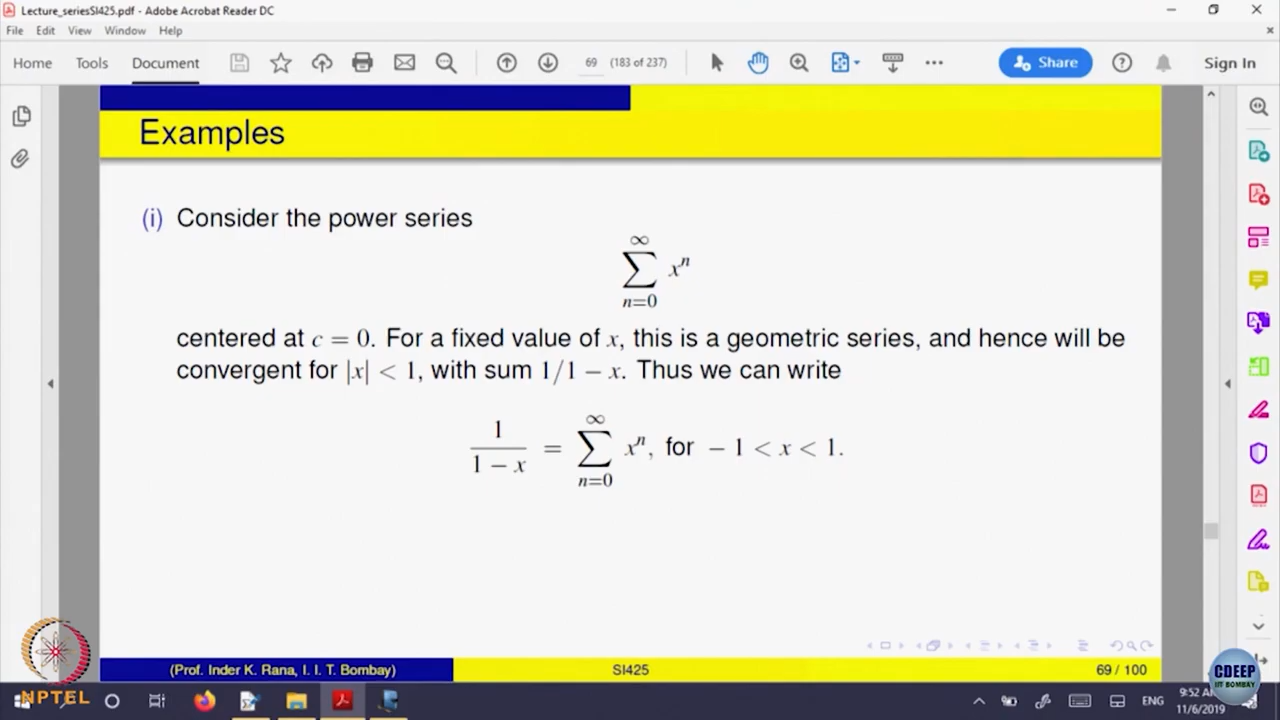 Lecture_seriesSI425.pdf - Adobe Acrobat Reader DC
File Edit View Window Help
Home Tools Document 69 (183 of 237) Share Sign In
Examples
(i) Consider the power series
∞
∑ xⁿ
n=0
centered at c = 0. For a fixed value of x, this is a geometric series, and hence will be
convergent for |x| < 1, with sum 1/1 − x. Thus we can write
1/(1 − x) = ∑_{n=0}^{∞} xⁿ, for − 1 < x < 1.
(Prof. Inder K. Rana, I. I. T. Bombay) SI425 69 / 100
NPTEL
CDEEP
IIT BOMBAY
ENG
9:52
11/6/2019